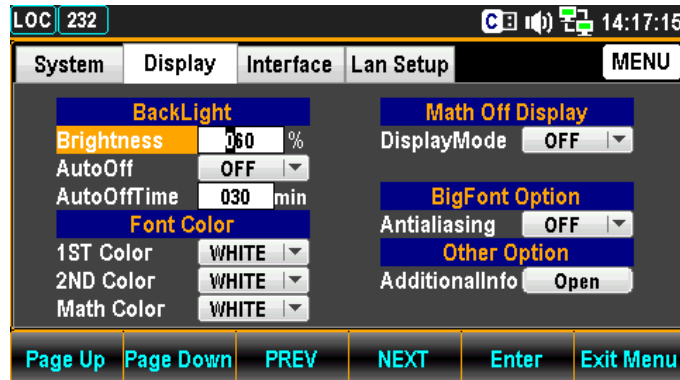 LOC 232 C 14:17:15
System Display Interface Lan Setup MENU
BackLight
Brightness 060 %
AutoOff OFF
AutoOffTime 030 min
Font Color
1ST Color WHITE
2ND Color WHITE
Math Color WHITE
Math Off Display
DisplayMode OFF
BigFont Option
Antialiasing OFF
Other Option
AdditionalInfo Open
Page Up Page Down PREV NEXT Enter Exit Menu